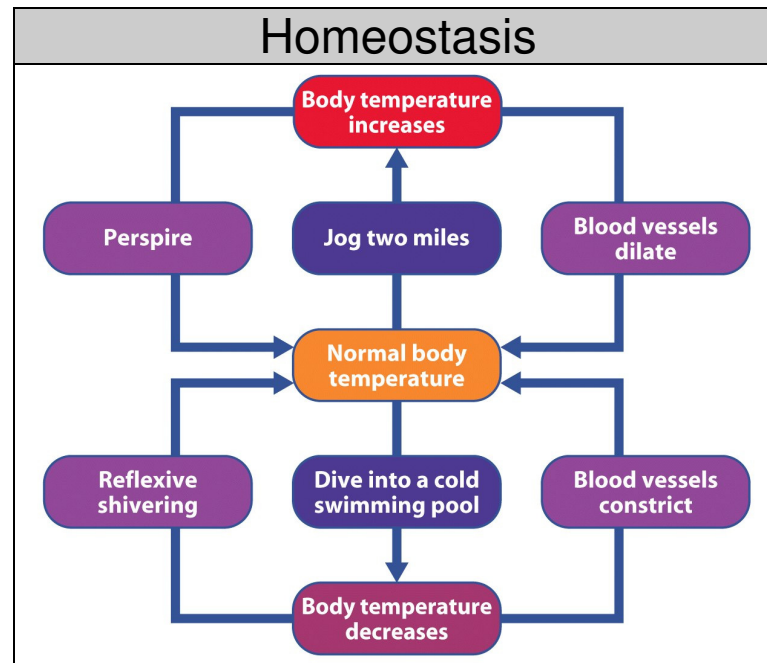 Homeostasis
Body temperature
increases
Perspire
Jog two miles
Blood vessels
dilate
Normal body
temperature
Reflexive
shivering
Dive into a cold
swimming pool
Blood vessels
constrict
Body temperature
decreases